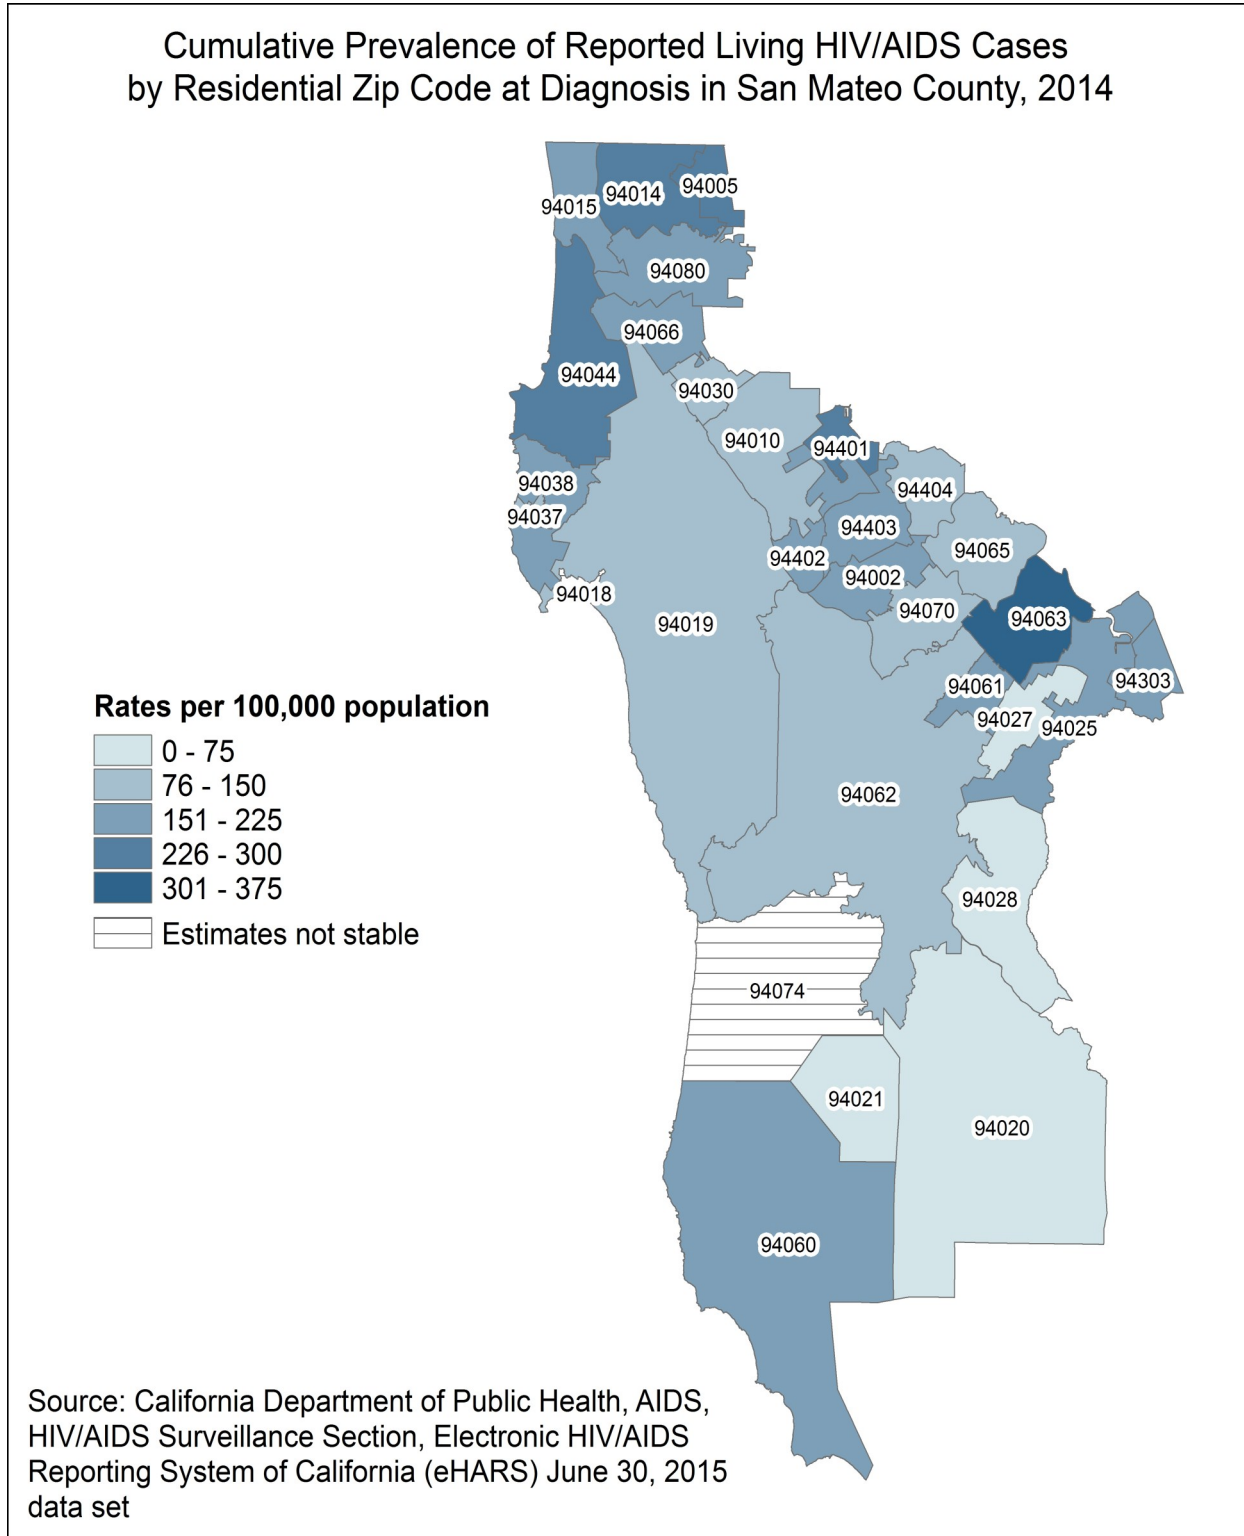 Cumulative Prevalence of Reported Living HIV/AIDS Cases
by Residential Zip Code at Diagnosis in San Mateo County, 2014
94015
94014
94005
94080
94066
94044
94030
94010
94401
94038
94404
94037
94403
94065
94402
94002
94018
94070
94019
94063
94061
94303
94027
94025
Rates per 100,000 population
0 - 75
76 - 150
151 - 225
226 - 300
301 - 375
Estimates not stable
94062
94028
94074
94021
94020
94060
Source: California Department of Public Health, AIDS,
HIV/AIDS Surveillance Section, Electronic HIV/AIDS
Reporting System of California (eHARS) June 30, 2015
data set